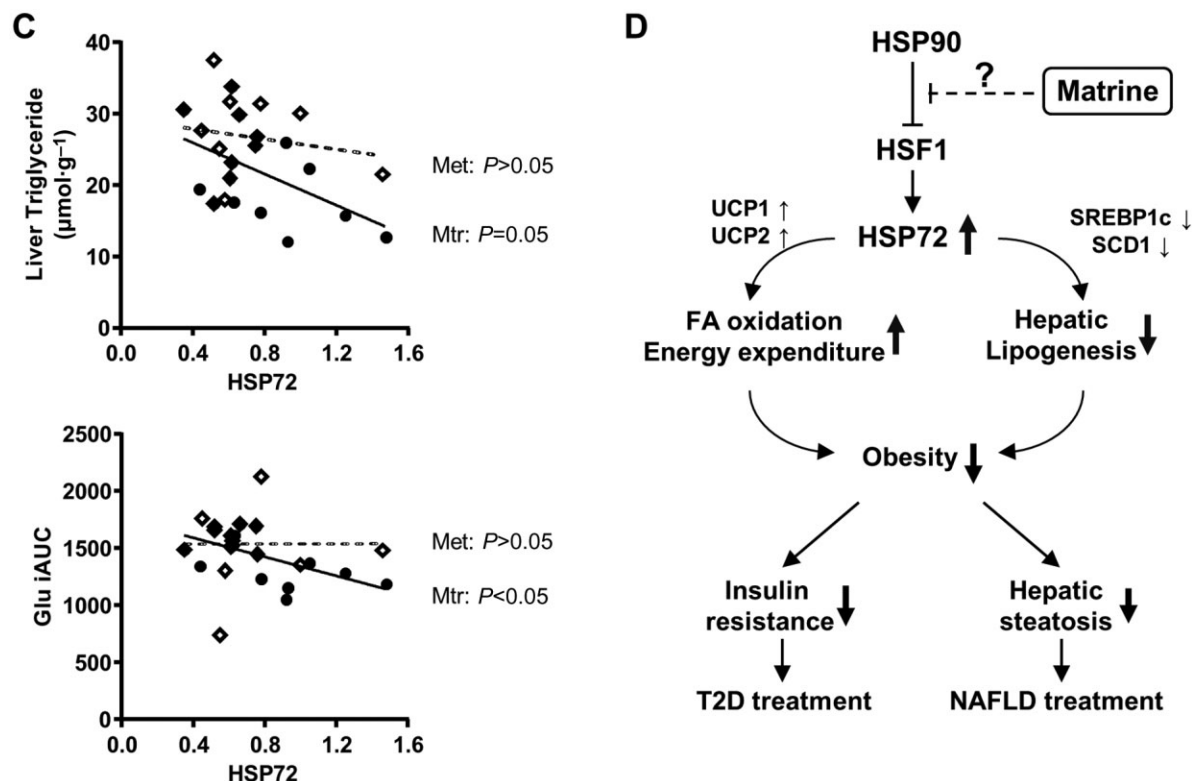 C
Liver Triglyceride
(µmol·g⁻¹)
40
30
20
10
0
0.0 0.4 0.8 1.2 1.6
HSP72
Met: P>0.05
Mtr: P=0.05
Glu iAUC
2500
2000
1500
1000
500
0
0.0 0.4 0.8 1.2 1.6
HSP72
Met: P>0.05
Mtr: P<0.05
D
HSP90
?
Matrine
HSF1
UCP1 ↑
UCP2 ↑
HSP72
SREBP1c ↓
SCD1 ↓
FA oxidation
Energy expenditure
Hepatic
Lipogenesis
Obesity
Insulin
resistance
Hepatic
steatosis
T2D treatment
NAFLD treatment